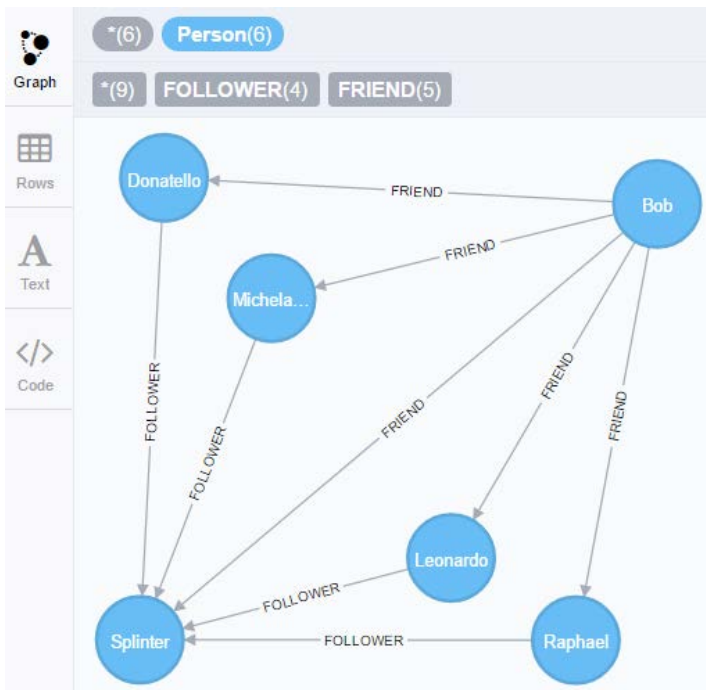 *(6) Person(6)
Graph
*(9) FOLLOWER(4) FRIEND(5)
Rows
A
Text
</>
Code
Donatello
FRIEND
Bob
Michela...
FRIEND
FOLLOWER
FOLLOWER
FRIEND
FRIEND
FRIEND
Leonardo
FOLLOWER
Splinter
FOLLOWER
Raphael